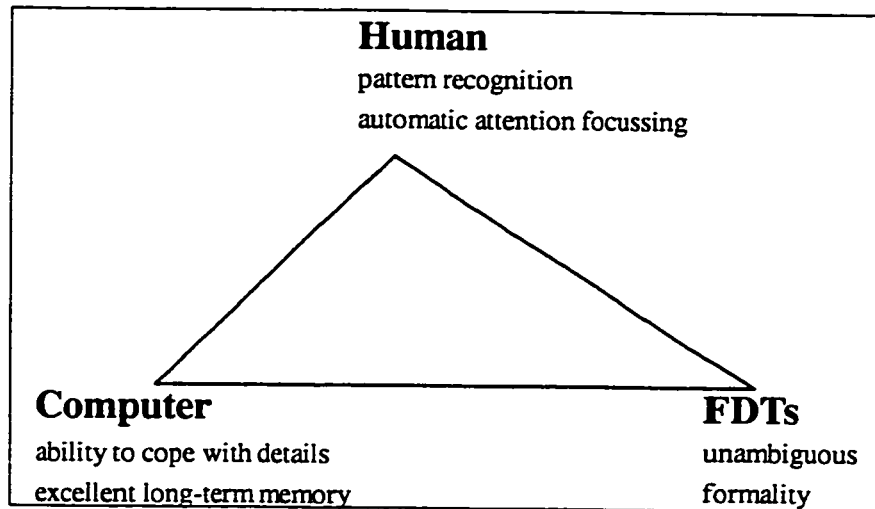 Human
pattern recognition
automatic attention focussing
Computer
ability to cope with details
excellent long-term memory
FDTs
unambiguous
formality